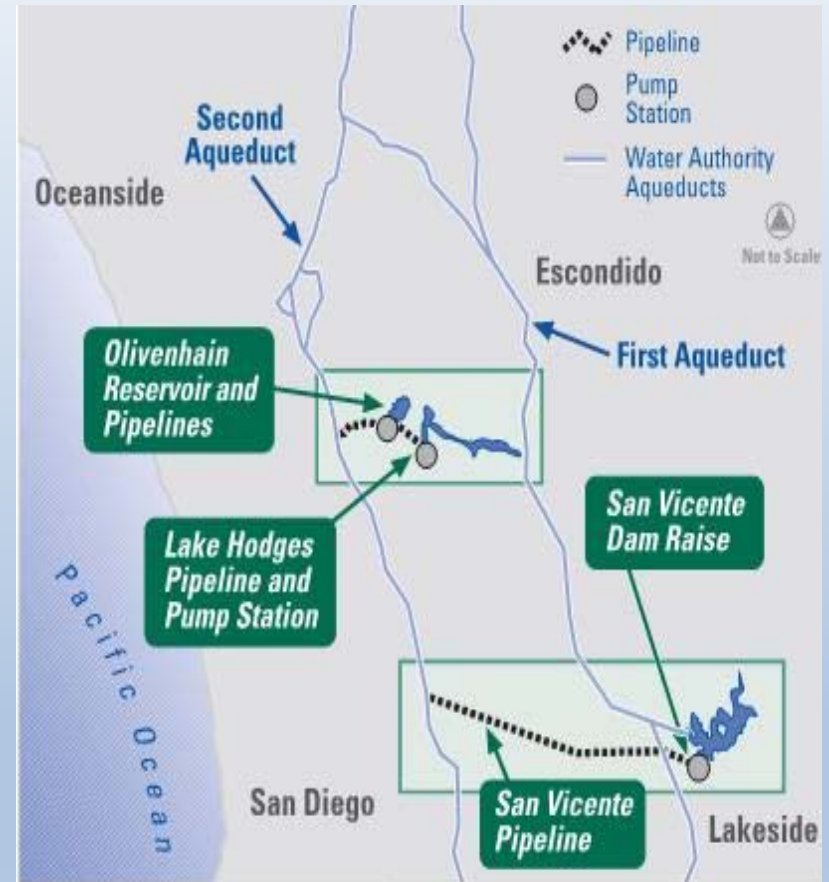 Pipeline
Pump
Station
Water Authority
Aqueducts
Not to Scale
Second
Aqueduct
Oceanside
Escondido
First Aqueduct
Olivenhain
Reservoir and
Pipelines
Lake Hodges
Pipeline and
Pump Station
San Vicente
Dam Raise
Pacific Ocean
San Diego
San Vicente
Pipeline
Lakeside